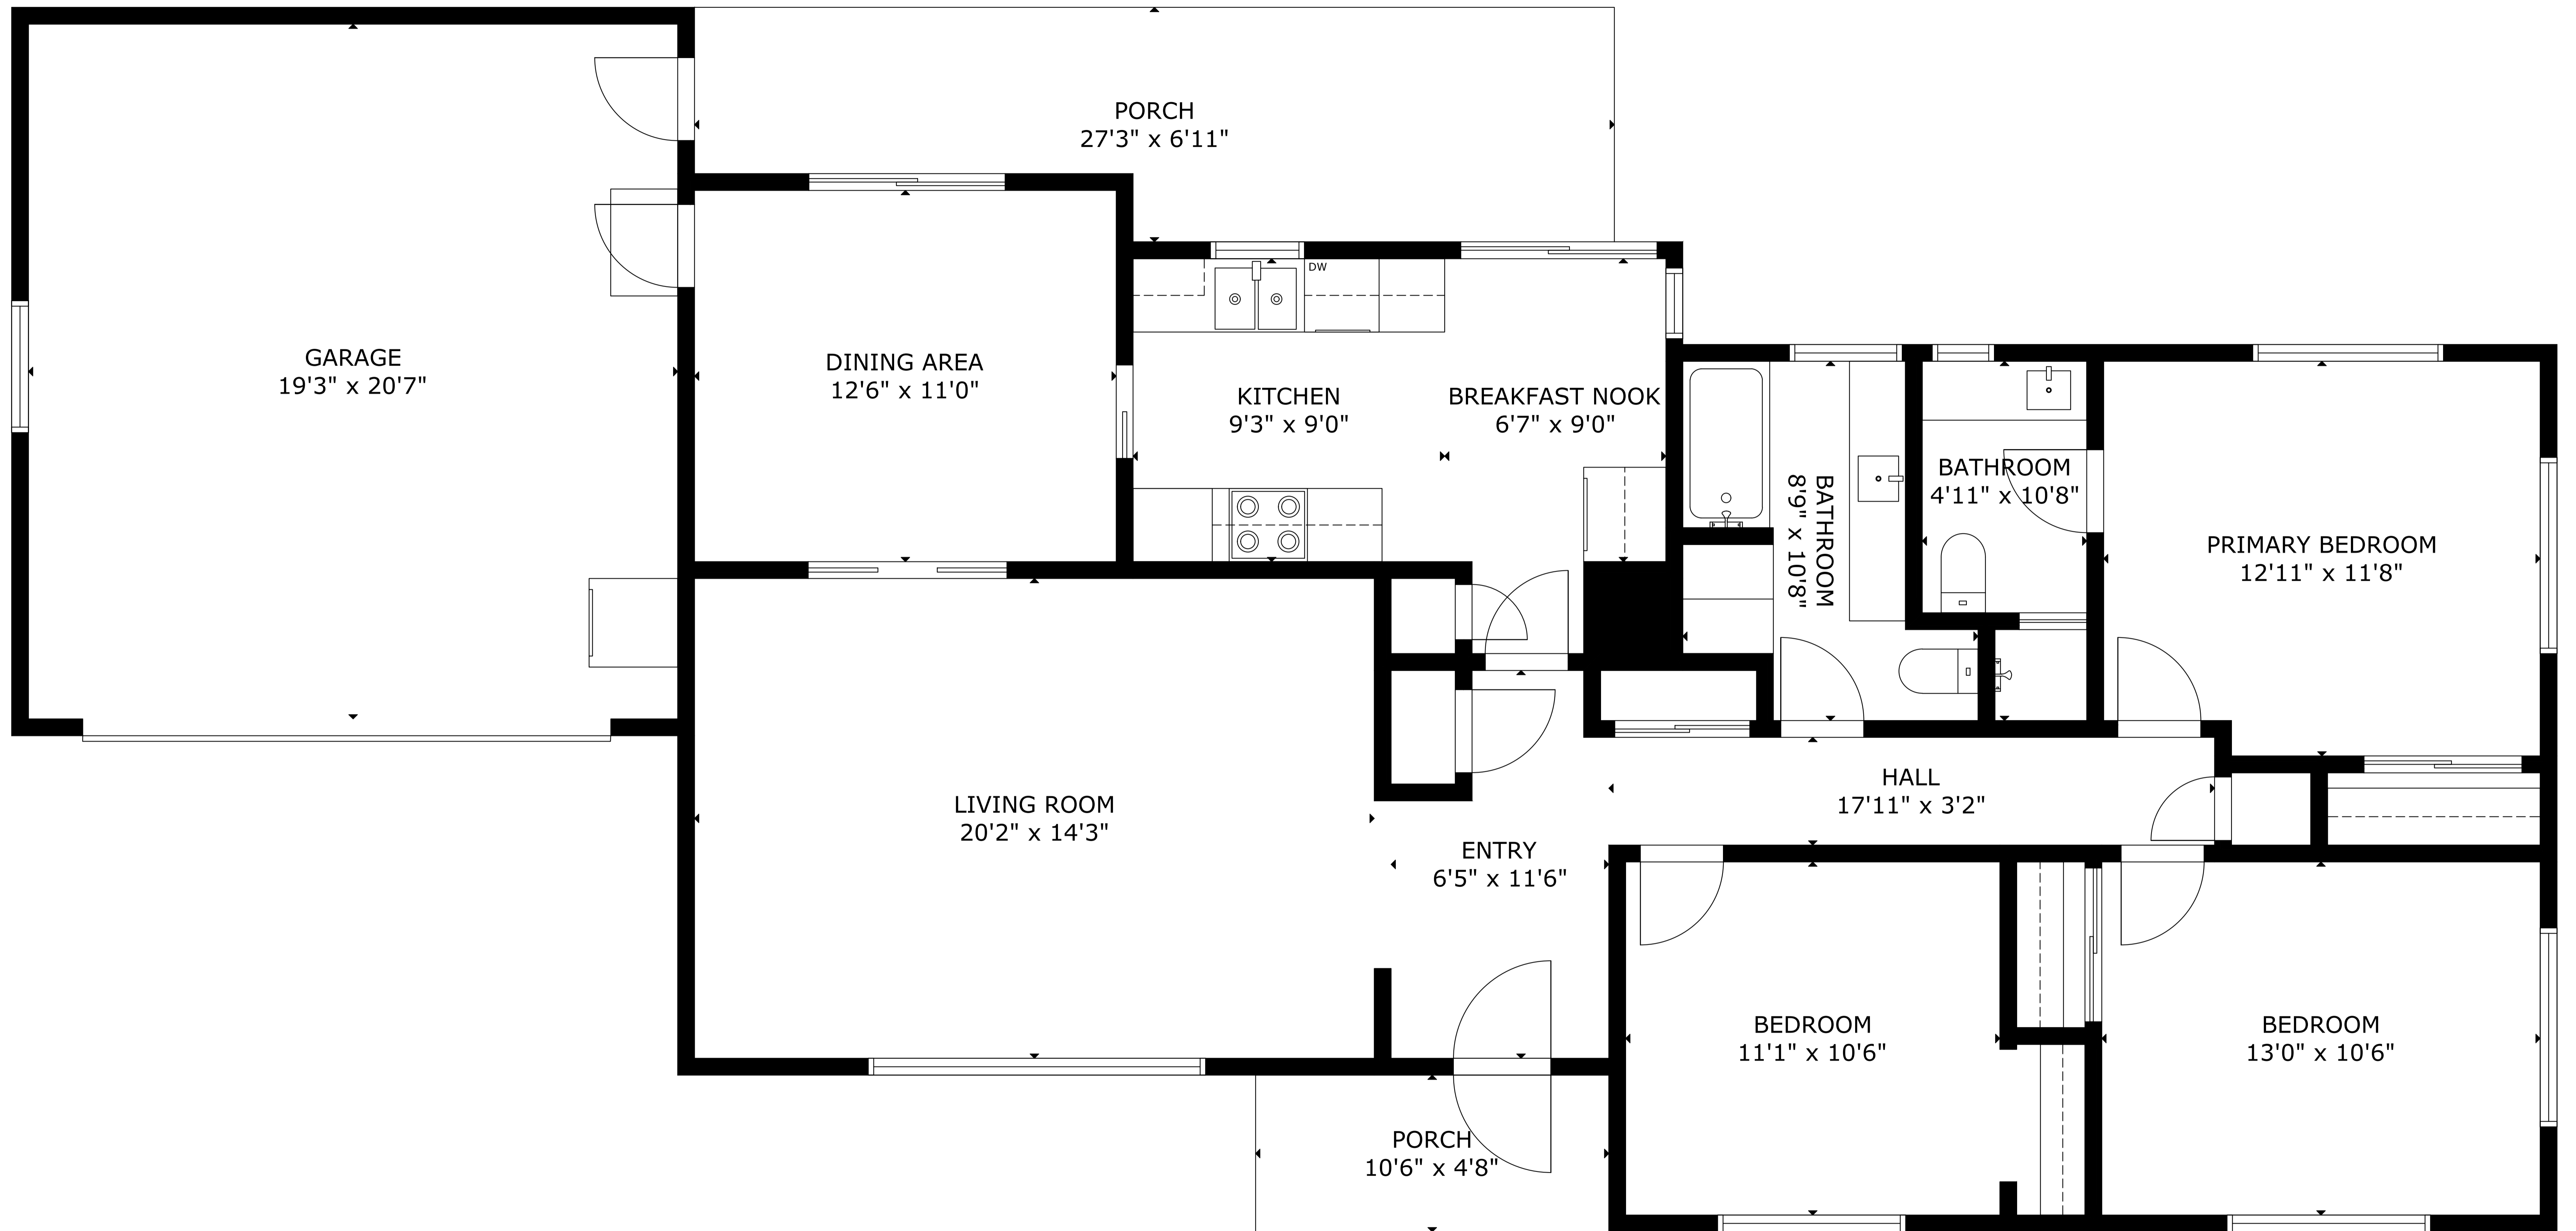 PORCH
27'3" x 6'11"
GARAGE
19'3" x 20'7"
DINING AREA
12'6" x 11'0"
DW
KITCHEN
9'3" x 9'0"
BREAKFAST NOOK
6'7" x 9'0"
BATHROOM
8'9" x 10'8"
BATHROOM
4'11" x 10'8"
PRIMARY BEDROOM
12'11" x 11'8"
LIVING ROOM
20'2" x 14'3"
ENTRY
6'5" x 11'6"
HALL
17'11" x 3'2"
BEDROOM
11'1" x 10'6"
BEDROOM
13'0" x 10'6"
PORCH
10'6" x 4'8"